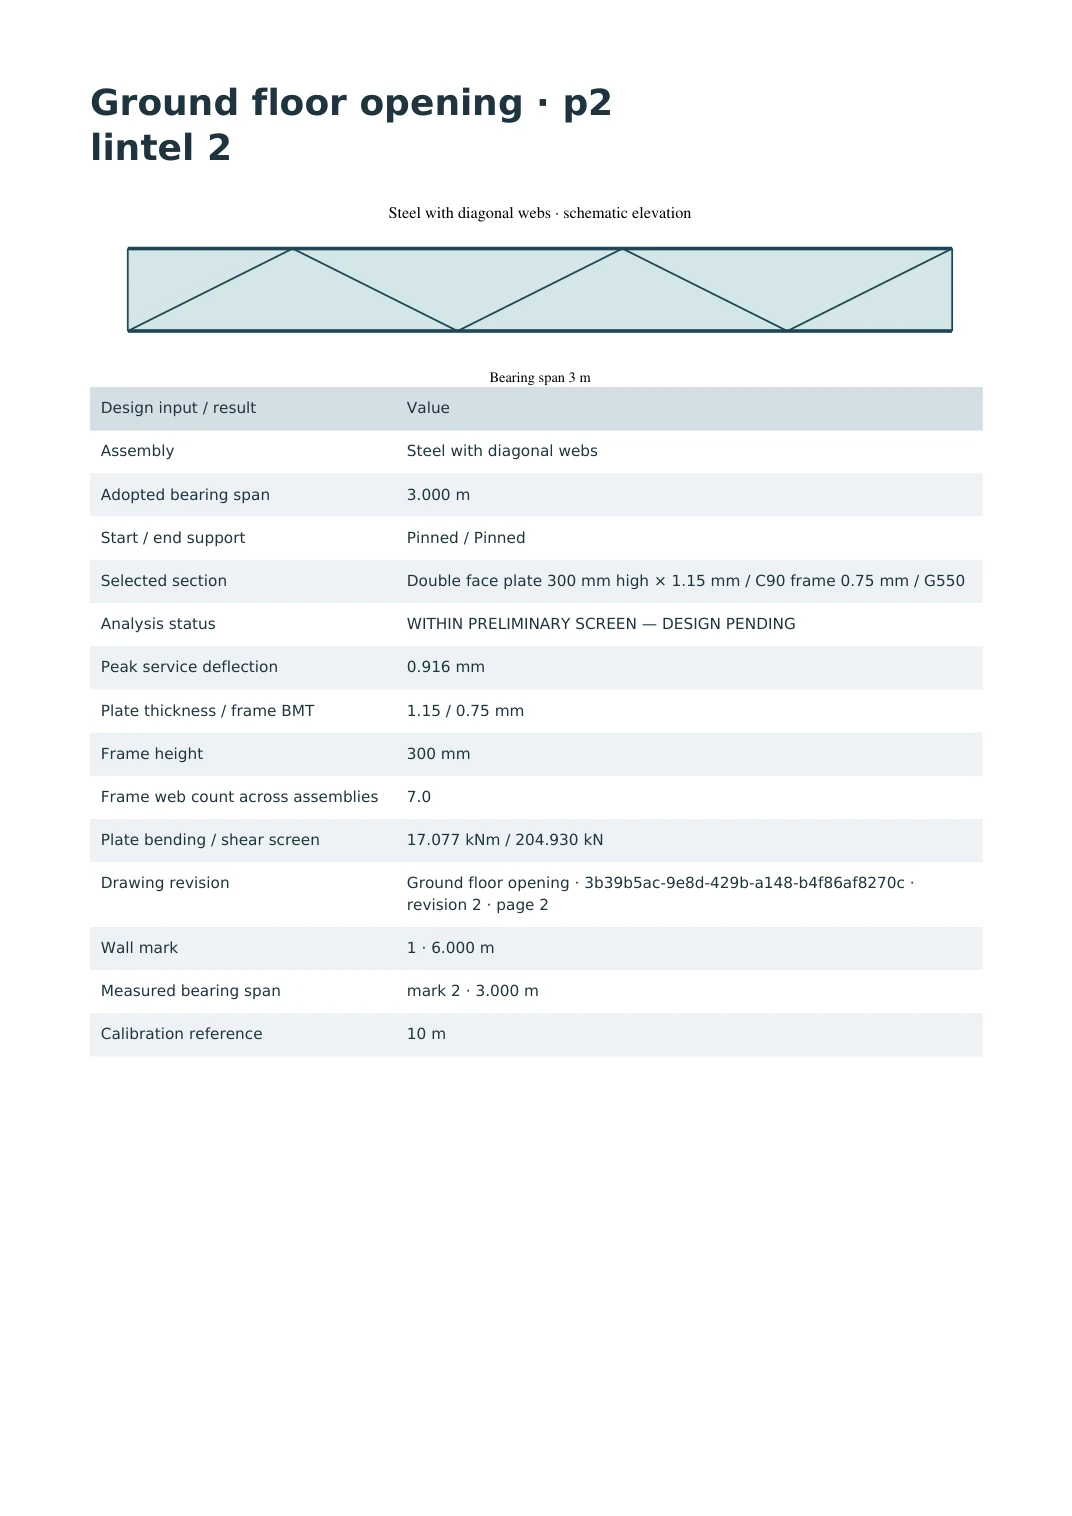 Ground floor opening · p2
lintel 2
Steel with diagonal webs · schematic elevation
Bearing span 3 m
Design input / result Value
Assembly Steel with diagonal webs
Adopted bearing span 3.000 m
Start / end support Pinned / Pinned
Selected section Double face plate 300 mm high × 1.15 mm / C90 frame 0.75 mm / G550
Analysis status WITHIN PRELIMINARY SCREEN — DESIGN PENDING
Peak service deflection 0.916 mm
Plate thickness / frame BMT 1.15 / 0.75 mm
Frame height 300 mm
Frame web count across assemblies 7.0
Plate bending / shear screen 17.077 kNm / 204.930 kN
Drawing revision Ground floor opening · 3b39b5ac-9e8d-429b-a148-b4f86af8270c ·
revision 2 · page 2
Wall mark 1 · 6.000 m
Measured bearing span mark 2 · 3.000 m
Calibration reference 10 m